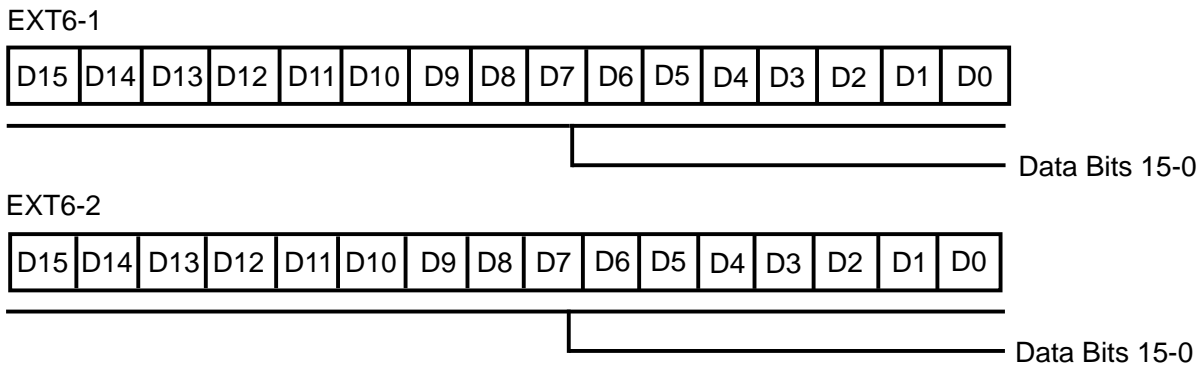 EXT6-1
D15 D14 D13 D12 D11 D10 D9 D8 D7 D6 D5 D4 D3 D2 D1 D0
Data Bits 15-0
EXT6-2
D15 D14 D13 D12 D11 D10 D9 D8 D7 D6 D5 D4 D3 D2 D1 D0
Data Bits 15-0